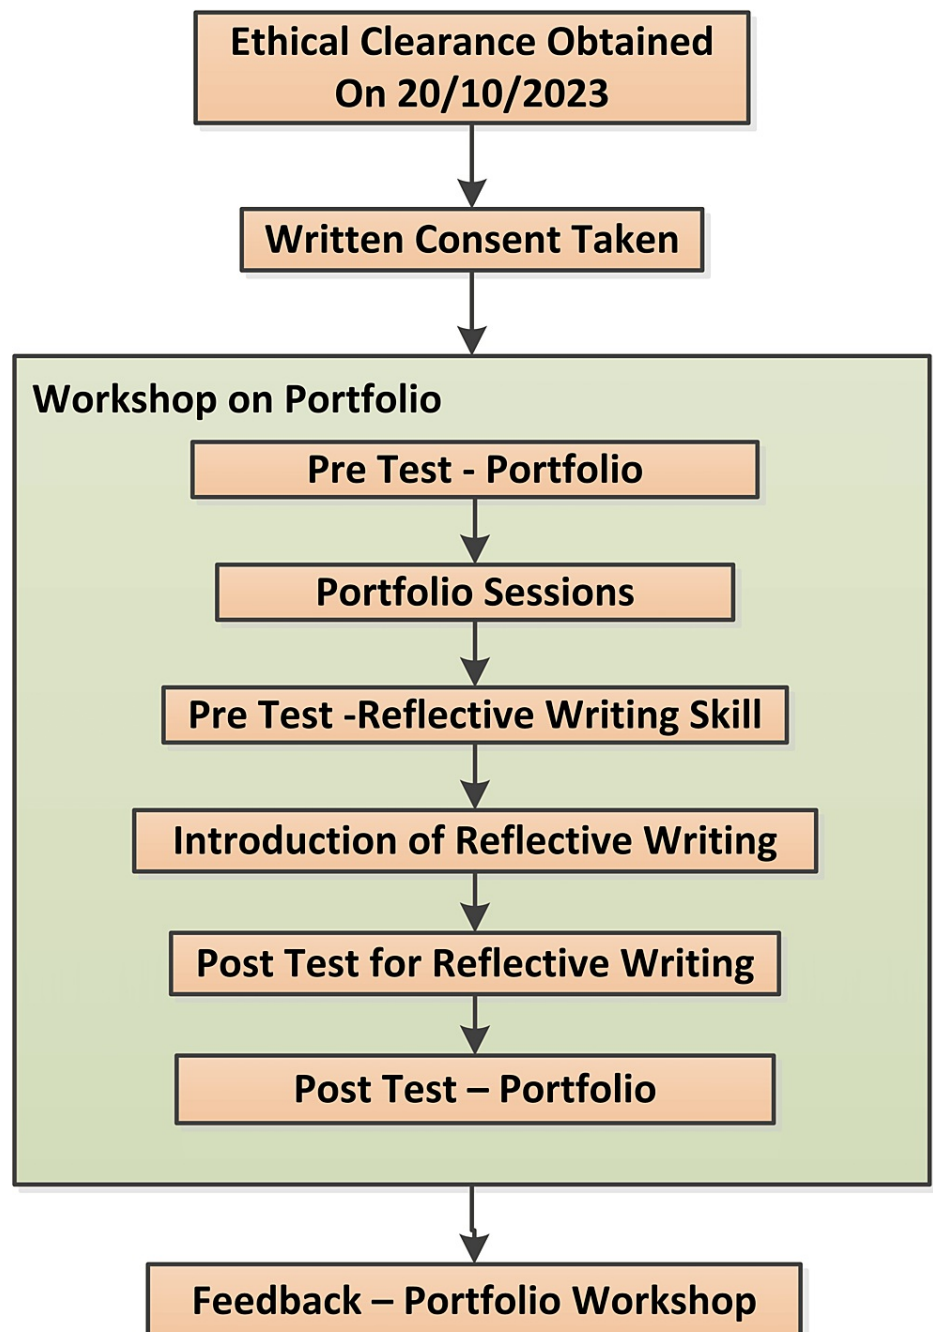 Ethical Clearance Obtained
On 20/10/2023
Written Consent Taken
Workshop on Portfolio
Pre Test - Portfolio
Portfolio Sessions
Pre Test -Reflective Writing Skill
Introduction of Reflective Writing
Post Test for Reflective Writing
Post Test – Portfolio
Feedback – Portfolio Workshop